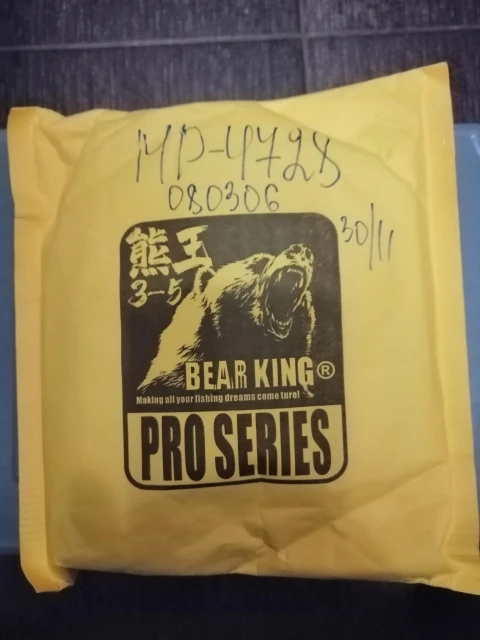 MP-4728
080306
30/11
熊王
3-5
BEAR KING®
Making all your fishing dreams come ture!
PRO SERIES